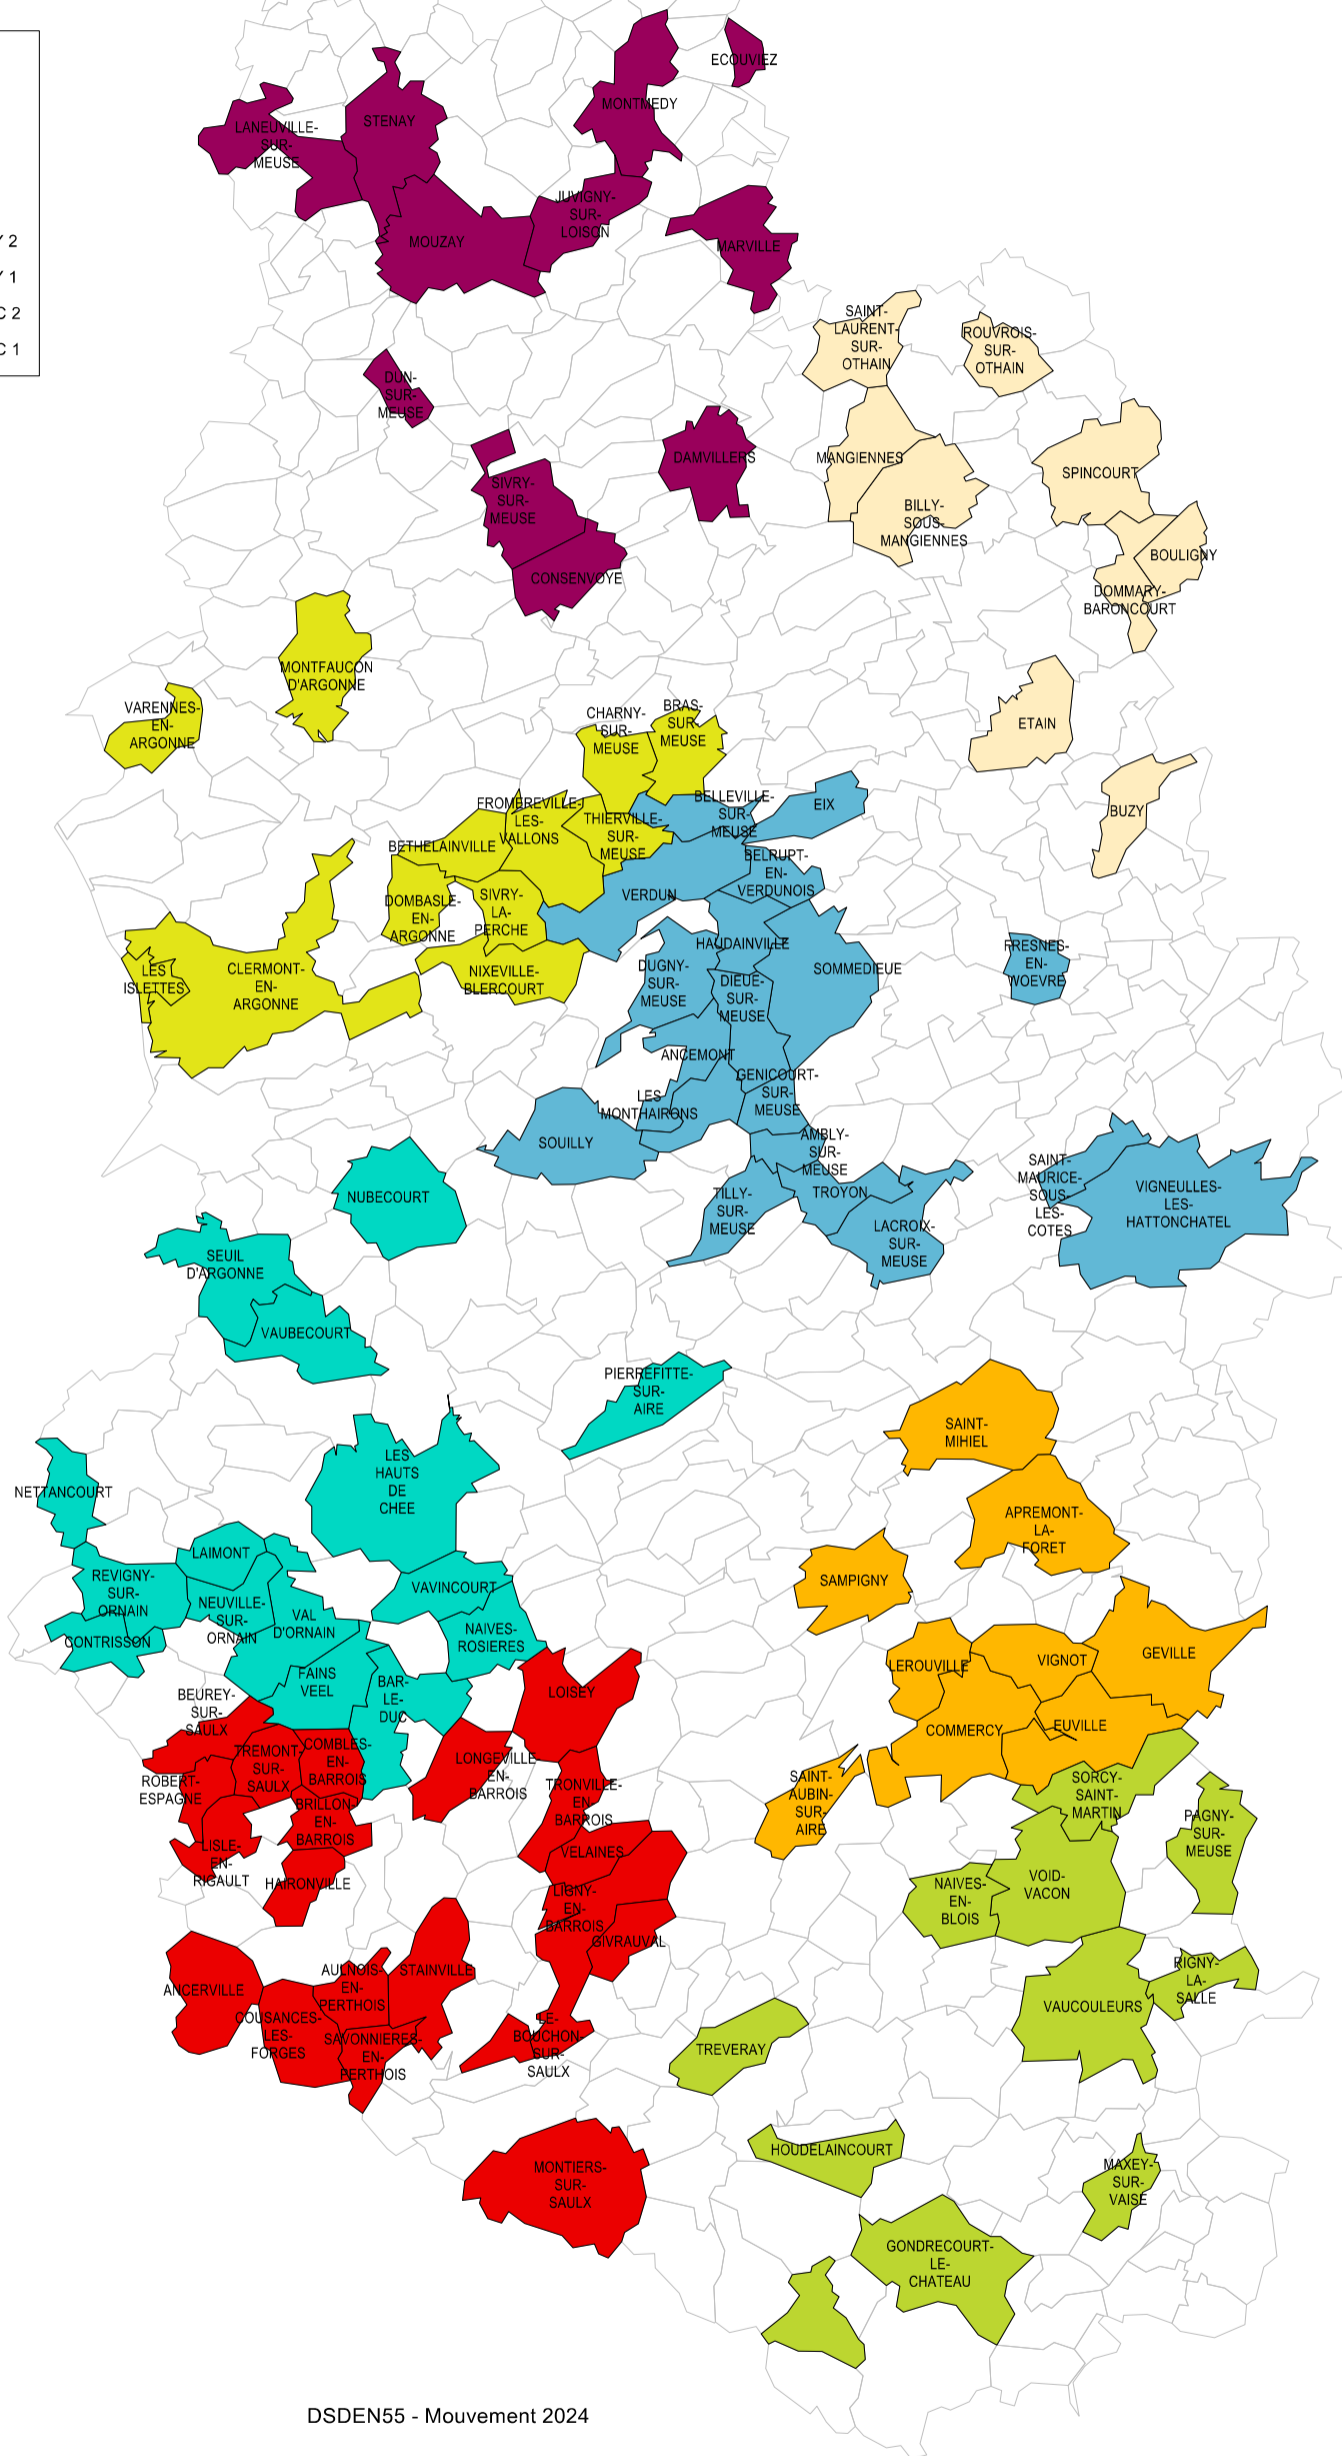 ECOUVIEZ
MONTMEDY
STENAY
LANEUVILLE-
SUR-
MEUSE
JUVIGNY-
SUR-
LOISON
MOUZAY
MARVILLE
Y 2
Y 1
C 2
C 1
SAINT-
LAURENT-
SUR-
OTHAIN
ROUVROIS-
SUR-
OTHAIN
DUN-
SUR-
MEUSE
DAMVILLERS
MANGIENNES
SPINCOURT
SIVRY-
SUR-
MEUSE
BILLY-
SOUS-
MANGIENNES
BOULIGNY
CONSENVOYE
DOMMARY-
BARONCOURT
MONTFAUCON
D'ARGONNE
VARENNES-
EN-
ARGONNE
CHARNY-
SUR-
MEUSE
BRAS-
SUR-
MEUSE
ETAIN
BUZY
FROMEREVILLE-
LES-
VALLONS
THIERVILLE-
SUR-
MEUSE
BELLEVILLE-
SUR-
MEUSE
EIX
BETHELAINVILLE
BELRUPT-
EN-
VERDUNOIS
VERDUN
DOMBASLE-
EN-
ARGONNE
SIVRY-
LA-
PERCHE
HAUDAINVILLE
FRESNES-
EN-
WOEVRE
LES
ISLETTES
CLERMONT-
EN-
ARGONNE
NIXEVILLE-
BLERCOURT
DUGNY-
SUR-
MEUSE
DIEUE-
SUR-
MEUSE
SOMMEDIEUE
ANCEMONT
GENICOURT-
SUR-
MEUSE
LES
MONTHAIRONS
SOUILLY
AMBLY-
SUR-
MEUSE
NUBECOURT
TILLY-
SUR-
MEUSE
TROYON
LACROIX-
SUR-
MEUSE
SAINT-
MAURICE-
SOUS-
LES-
COTES
VIGNEULLES-
LES-
HATTONCHATEL
SEUIL
D'ARGONNE
VAUBECOURT
PIERREFITTE-
SUR-
AIRE
SAINT-
MIHIEL
LES
HAUTS
DE
CHEE
NETTANCOURT
APREMONT-
LA-
FORET
LAIMONT
REVIGNY-
SUR-
ORNAIN
VAVINCOURT
SAMPIGNY
NEUVILLE-
SUR-
ORNAIN
VAL
D'ORNAIN
NAIVES-
ROSIERES
CONTRISSON
LEROUVILLE
VIGNOT
GEVILLE
FAINS
VEEL
BAR-
LE-
DUC
LOISEY
BEUREY-
SUR-
SAULX
COMMERCY
EUVILLE
TREMONT-
SUR-
SAULX
COMBLES-
EN-
BARROIS
LONGEVILLE-
EN-
BARROIS
ROBERT-
ESPAGNE
TRONVILLE-
EN-
BARROIS
SAINT-
AUBIN-
SUR-
AIRE
SORCY-
SAINT-
MARTIN
BRILLON-
EN-
BARROIS
PAGNY-
SUR-
MEUSE
LISLE-
EN-
RIGAULT
VELAINES
HAIRONVILLE
NAIVES-
EN-
BLOIS
VOID-
VACON
LIGNY-
EN-
BARROIS
GIVRAUVAL
ANCERVILLE
AULNOIS-
EN-
PERTHOIS
STAINVILLE
RIGNY-
LA-
SALLE
VAUCOULEURS
COUSANCES-
LES-
FORGES
SAVONNIERES-
EN-
PERTHOIS
LE-
BOUCHON-
SUR-
SAULX
TREVERAY
HOUDELAINCOURT
MAXEY-
SUR-
VAISE
MONTIERS-
SUR-
SAULX
GONDRECOURT-
LE-
CHATEAU
DSDEN55 - Mouvement 2024